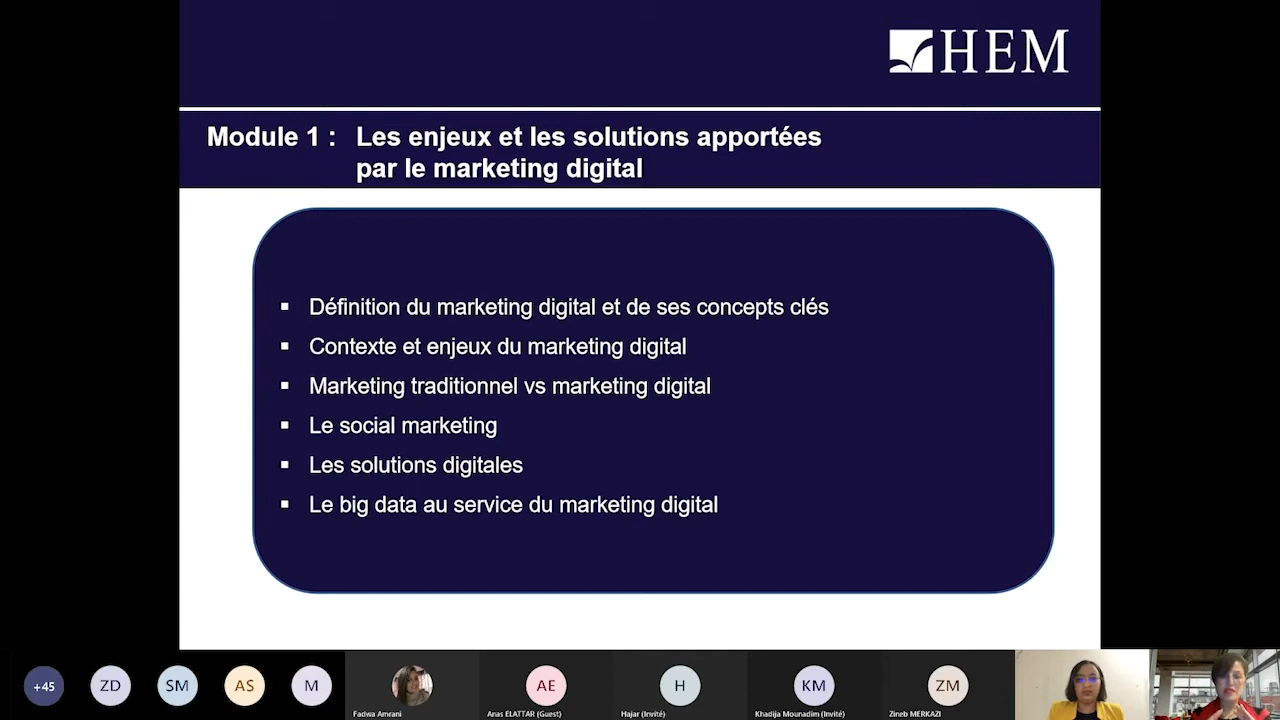 HEM
Module 1 : Les enjeux et les solutions apportées
par le marketing digital
▪ Définition du marketing digital et de ses concepts clés
▪ Contexte et enjeux du marketing digital
▪ Marketing traditionnel vs marketing digital
▪ Le social marketing
▪ Les solutions digitales
▪ Le big data au service du marketing digital
+45 ZD SM AS M AE H KM ZM
Fadwa Amrani Anas ELATTAR (Guest) Hajar (Invité) Khadija Mounadim (Invité) Zineb MERKAZI